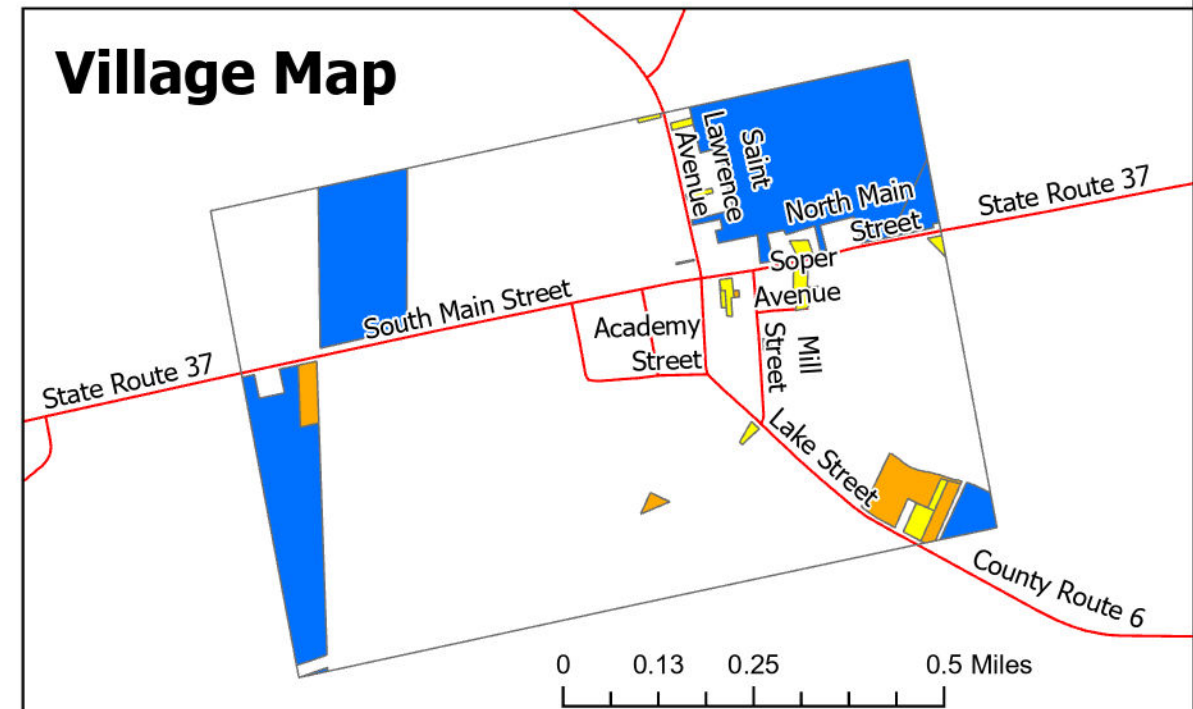 Village Map
Saint
Lawrence
Avenue
North Main
Street
State Route 37
Soper
Avenue
South Main Street
Academy
Street
Mill
Street
State Route 37
Lake Street
County Route 6
0 0.13 0.25 0.5 Miles